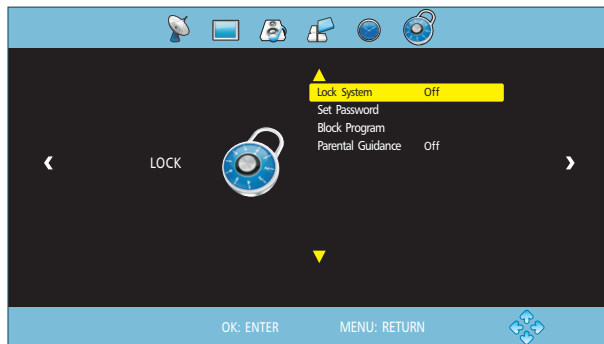 LOCK
Lock System Off
Set Password
Block Program
Parental Guidance Off
OK: ENTER MENU: RETURN